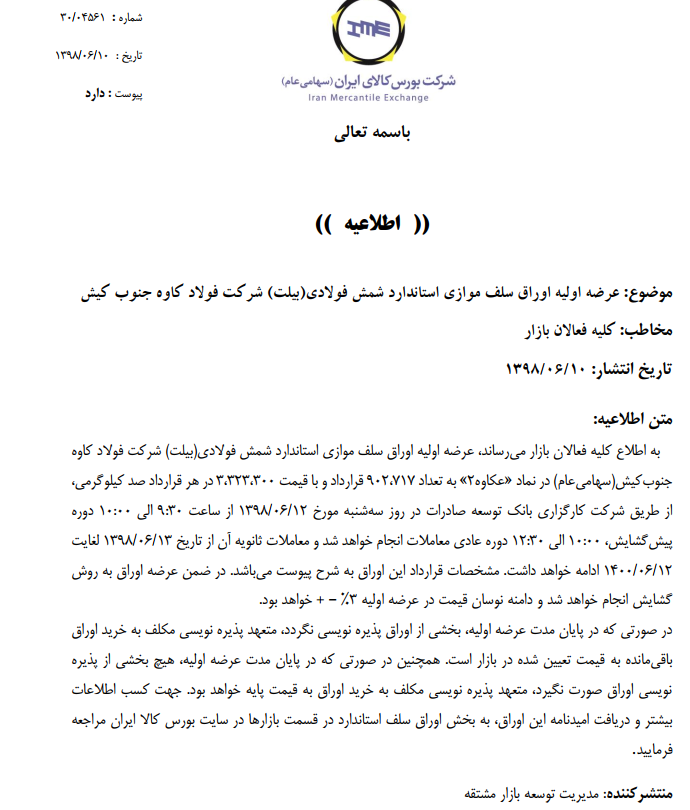 شماره : ۳۰/۰۴۵۶۱
تاریخ : ۱۳۹۸/۰۶/۱۰
پیوست : دارد
IME
شرکت بورس کالای ایران (سهامی عام)
Iran Mercantile Exchange
باسمه تعالی
(( اطلاعیه ))
موضوع: عرضه اولیه اوراق سلف موازی استاندارد شمش فولادی(بیلت) شرکت فولاد کاوه جنوب کیش
مخاطب: کلیه فعالان بازار
تاریخ انتشار: ۱۳۹۸/۰۶/۱۰
متن اطلاعیه:
به اطلاع کلیه فعالان بازار می‌رساند، عرضه اولیه اوراق سلف موازی استاندارد شمش فولادی(بیلت) شرکت فولاد کاوه
جنوب‌کیش(سهامی‌عام) در نماد «عکاوه۲» به تعداد ۹۰۲،۷۱۷ قرارداد و با قیمت ۳،۳۲۳،۳۰۰ در هر قرارداد صد کیلوگرمی،
از طریق شرکت کارگزاری بانک توسعه صادرات در روز سه‌شنبه مورخ ۱۳۹۸/۰۶/۱۲ از ساعت ۹:۳۰ الی ۱۰:۰۰ دوره
پیش‌گشایش، ۱۰:۰۰ الی ۱۲:۳۰ دوره عادی معاملات انجام خواهد شد و معاملات ثانویه آن از تاریخ ۱۳۹۸/۰۶/۱۳ لغایت
۱۴۰۰/۰۶/۱۲ ادامه خواهد داشت. مشخصات قرارداد این اوراق به شرح پیوست می‌باشد. در ضمن عرضه اوراق به روش
گشایش انجام خواهد شد و دامنه نوسان قیمت در عرضه اولیه ۳٪ – + خواهد بود.
در صورتی که در پایان مدت عرضه اولیه، بخشی از اوراق پذیره نویسی نگردد، متعهد پذیره نویسی مکلف به خرید اوراق
باقی‌مانده به قیمت تعیین شده در بازار است. همچنین در صورتی که در پایان مدت عرضه اولیه، هیچ بخشی از پذیره
نویسی اوراق صورت نگیرد، متعهد پذیره نویسی مکلف به خرید اوراق به قیمت پایه خواهد بود. جهت کسب اطلاعات
بیشتر و دریافت امیدنامه این اوراق، به بخش اوراق سلف استاندارد در قسمت بازارها در سایت بورس کالا ایران مراجعه
فرمایید.
منتشرکننده: مدیریت توسعه بازار مشتقه